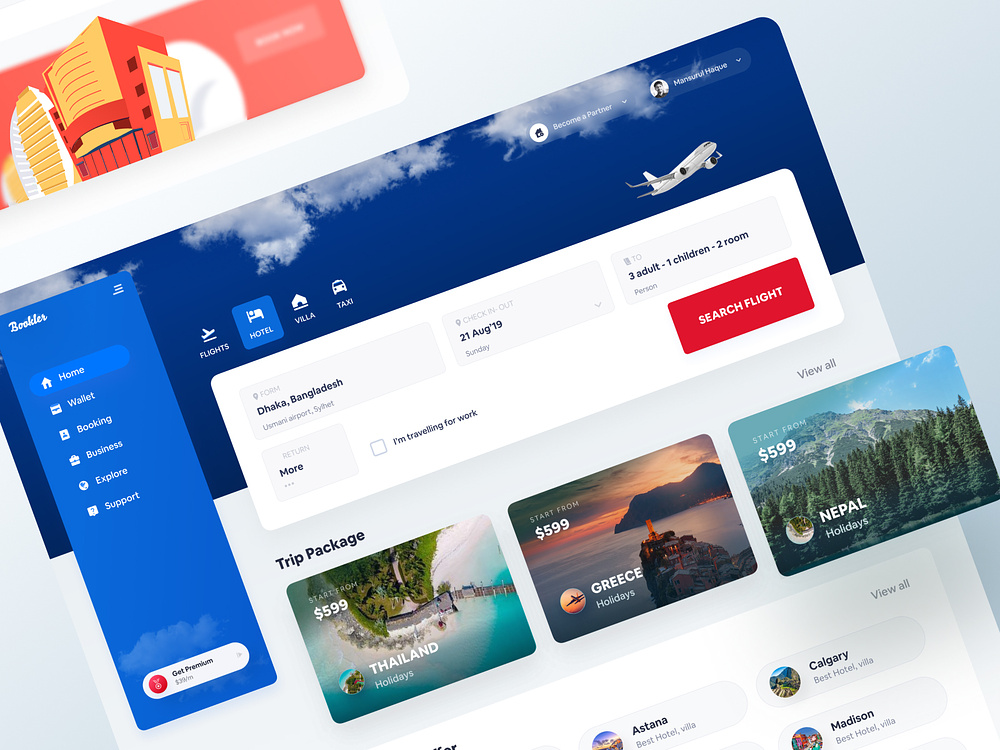 BOOK NOW
Become a Partner
Mansurul Haque
Bookler
Home
Wallet
Booking
Business
Explore
Support
Get Premium
$39/m
FLIGHTS
HOTEL
VILLA
TAXI
FORM
Dhaka, Bangladesh
Usmani airport, Sylhet
CHECK IN- OUT
21 Aug'19
Sunday
TO
3 adult - 1 children - 2 room
Person
RETURN
More
...
I'm travelling for work
SEARCH FLIGHT
Trip Package
View all
START FROM
$599
THAILAND
Holidays
START FROM
$599
GREECE
Holidays
START FROM
$599
NEPAL
Holidays
View all
Astana
Best Hotel, villa
Calgary
Best Hotel, villa
Madison
Best Hotel, villa